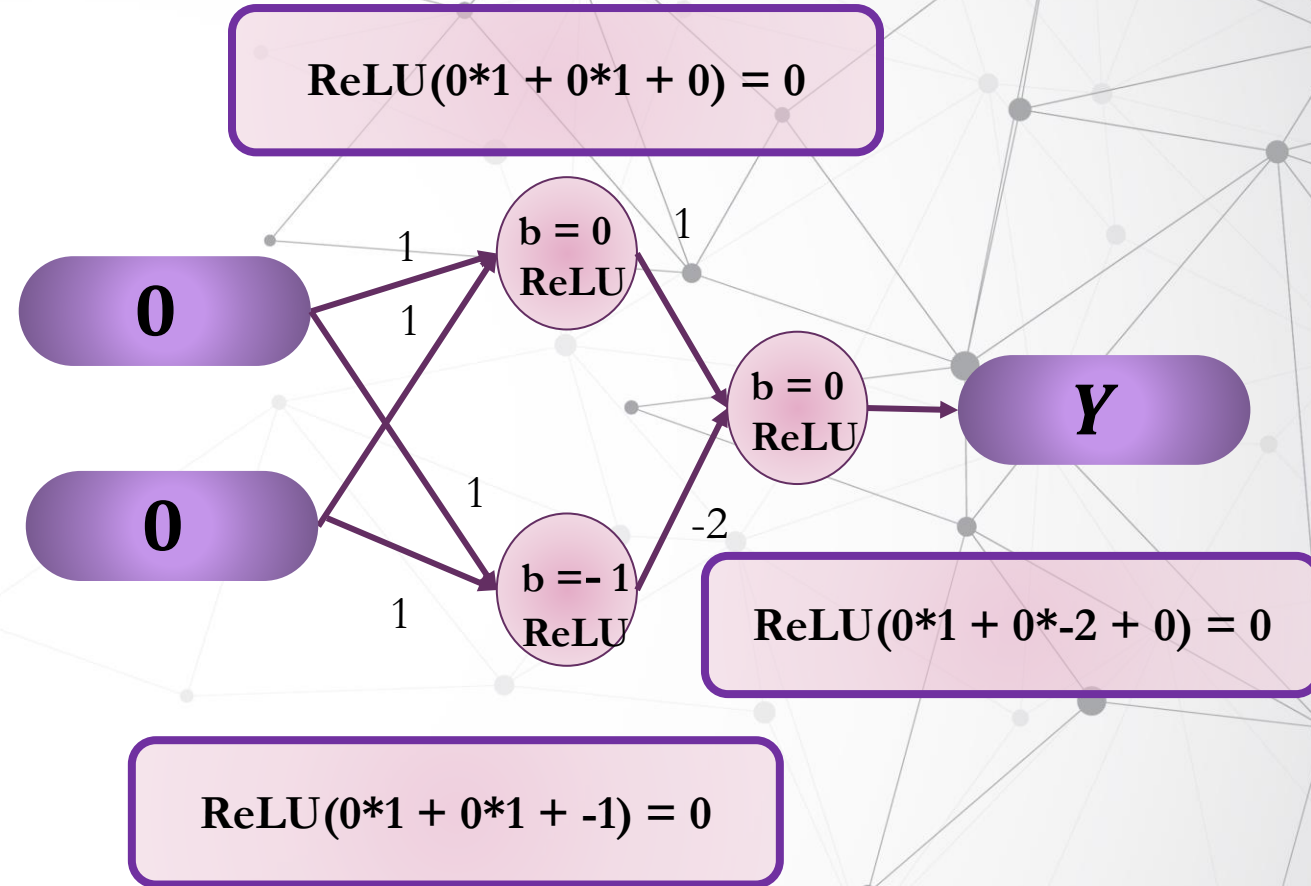 ReLU(0*1 + 0*1 + 0) = 0
1
b = 0
ReLU
1
0
1
b = 0
ReLU
Y
0
1
-2
1
b =- 1
ReLU
ReLU(0*1 + 0*-2 + 0) = 0
ReLU(0*1 + 0*1 + -1) = 0